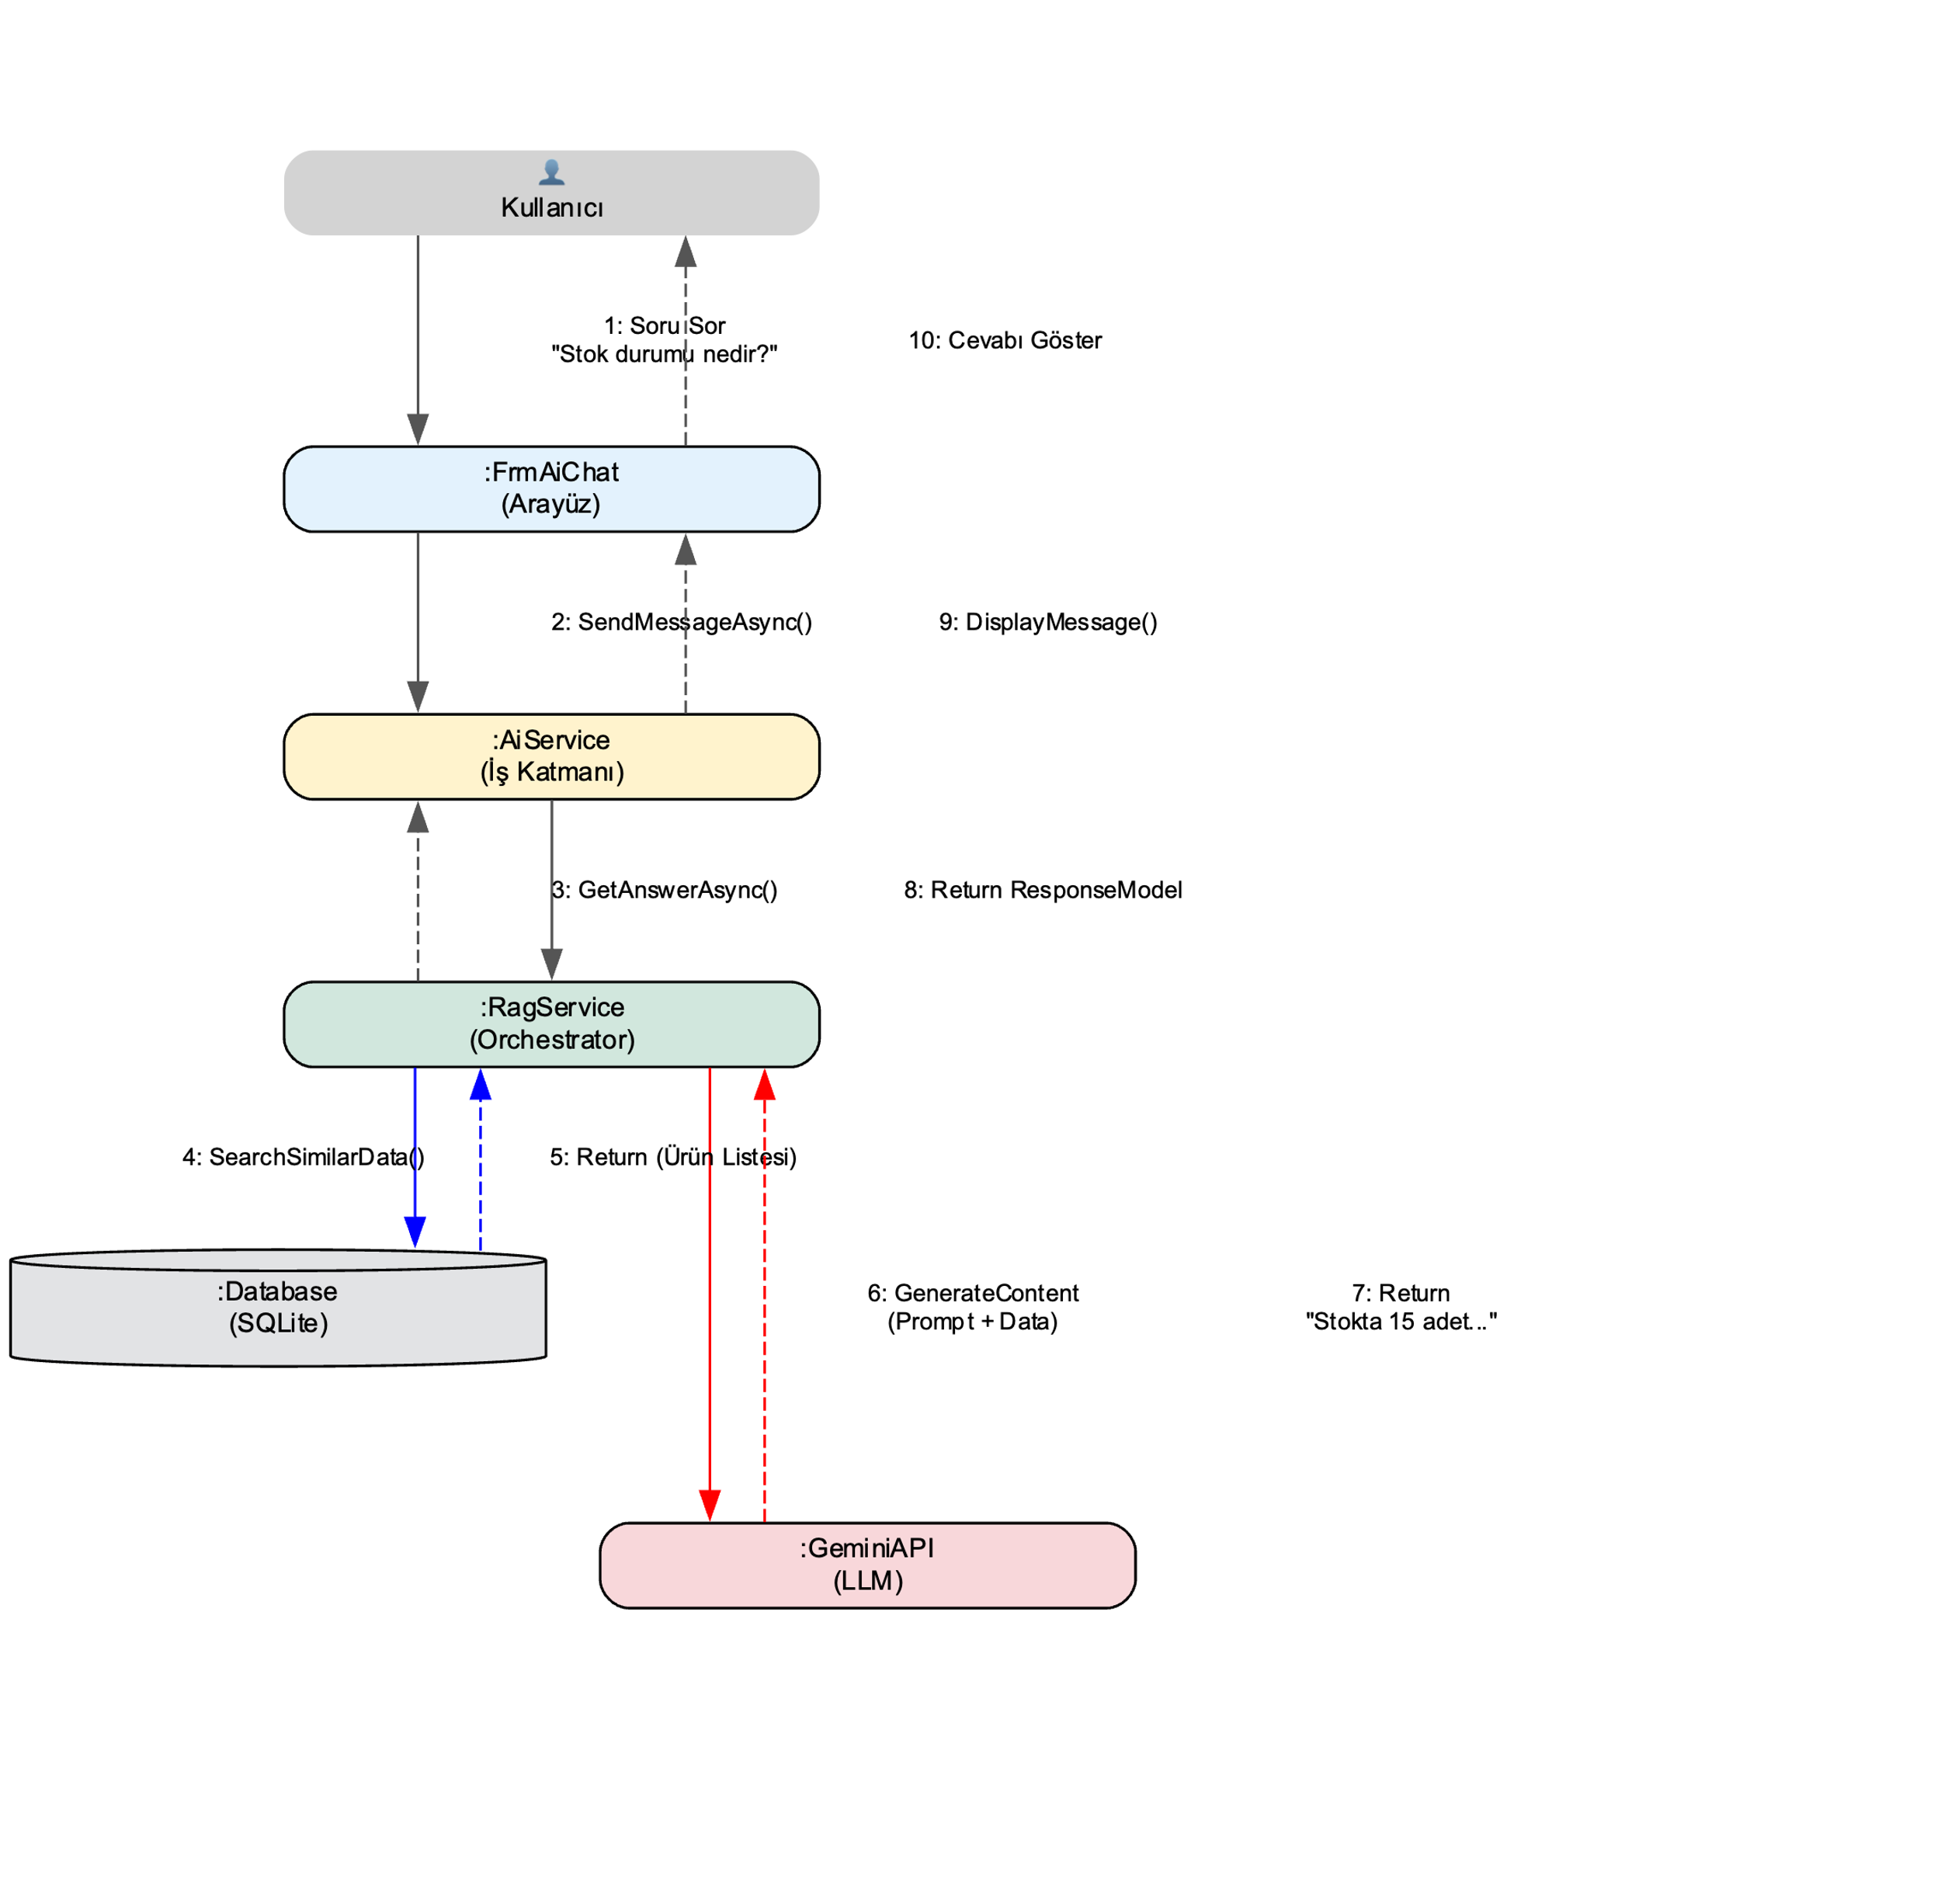 Kullanıcı
1: Soru Sor
"Stok durumu nedir?"
10: Cevabı Göster
:FrmAiChat
(Arayüz)
2: SendMessageAsync()
9: DisplayMessage()
:AiService
(İş Katmanı)
3: GetAnswerAsync()
8: Return ResponseModel
:RagService
(Orchestrator)
4: SearchSimilarData()
5: Return (Ürün Listesi)
:Database
(SQLite)
6: GenerateContent
(Prompt + Data)
7: Return
"Stokta 15 adet..."
:GeminiAPI
(LLM)